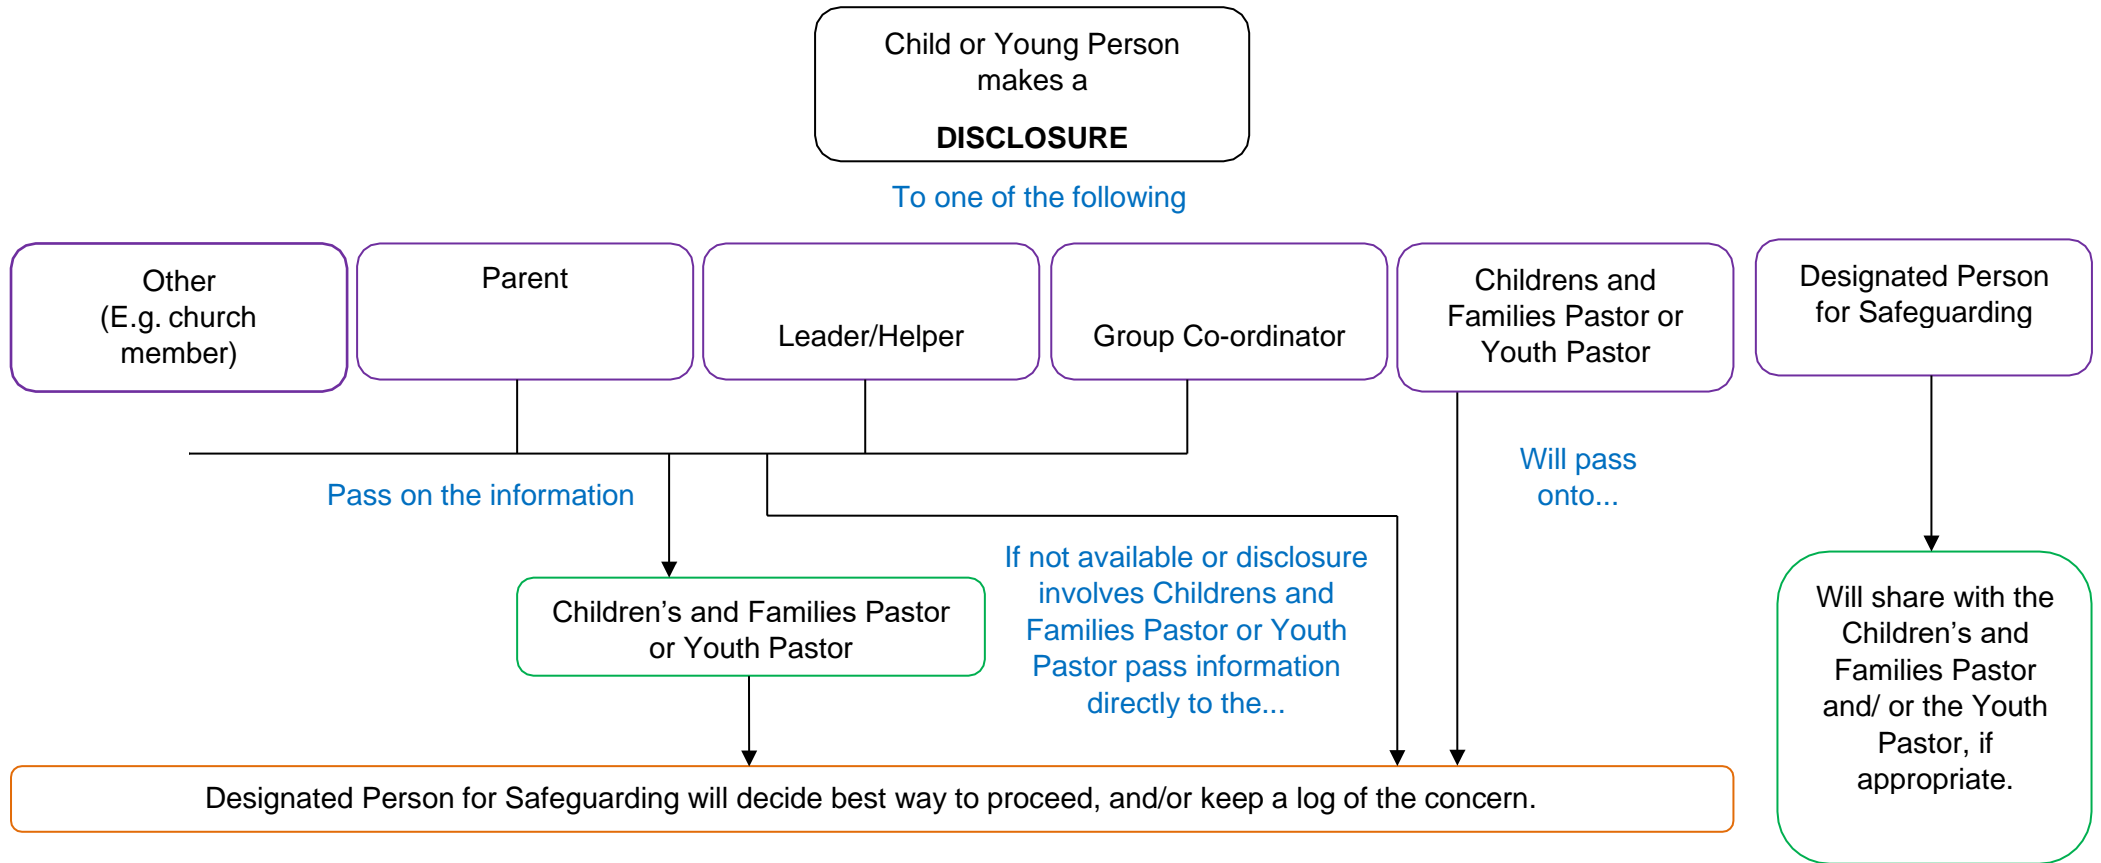 Child or Young Person
makes a
DISCLOSURE
To one of the following
Other
(E.g. church
member)
Parent
Leader/Helper
Group Co-ordinator
Childrens and
Families Pastor or
Youth Pastor
Designated Person
for Safeguarding
Pass on the information
Will pass
onto...
If not available or disclosure
involves Childrens and
Families Pastor or Youth
Pastor pass information
directly to the...
Children’s and Families Pastor
or Youth Pastor
Will share with the
Children’s and
Families Pastor
and/ or the Youth
Pastor, if
appropriate.
Designated Person for Safeguarding will decide best way to proceed, and/or keep a log of the concern.